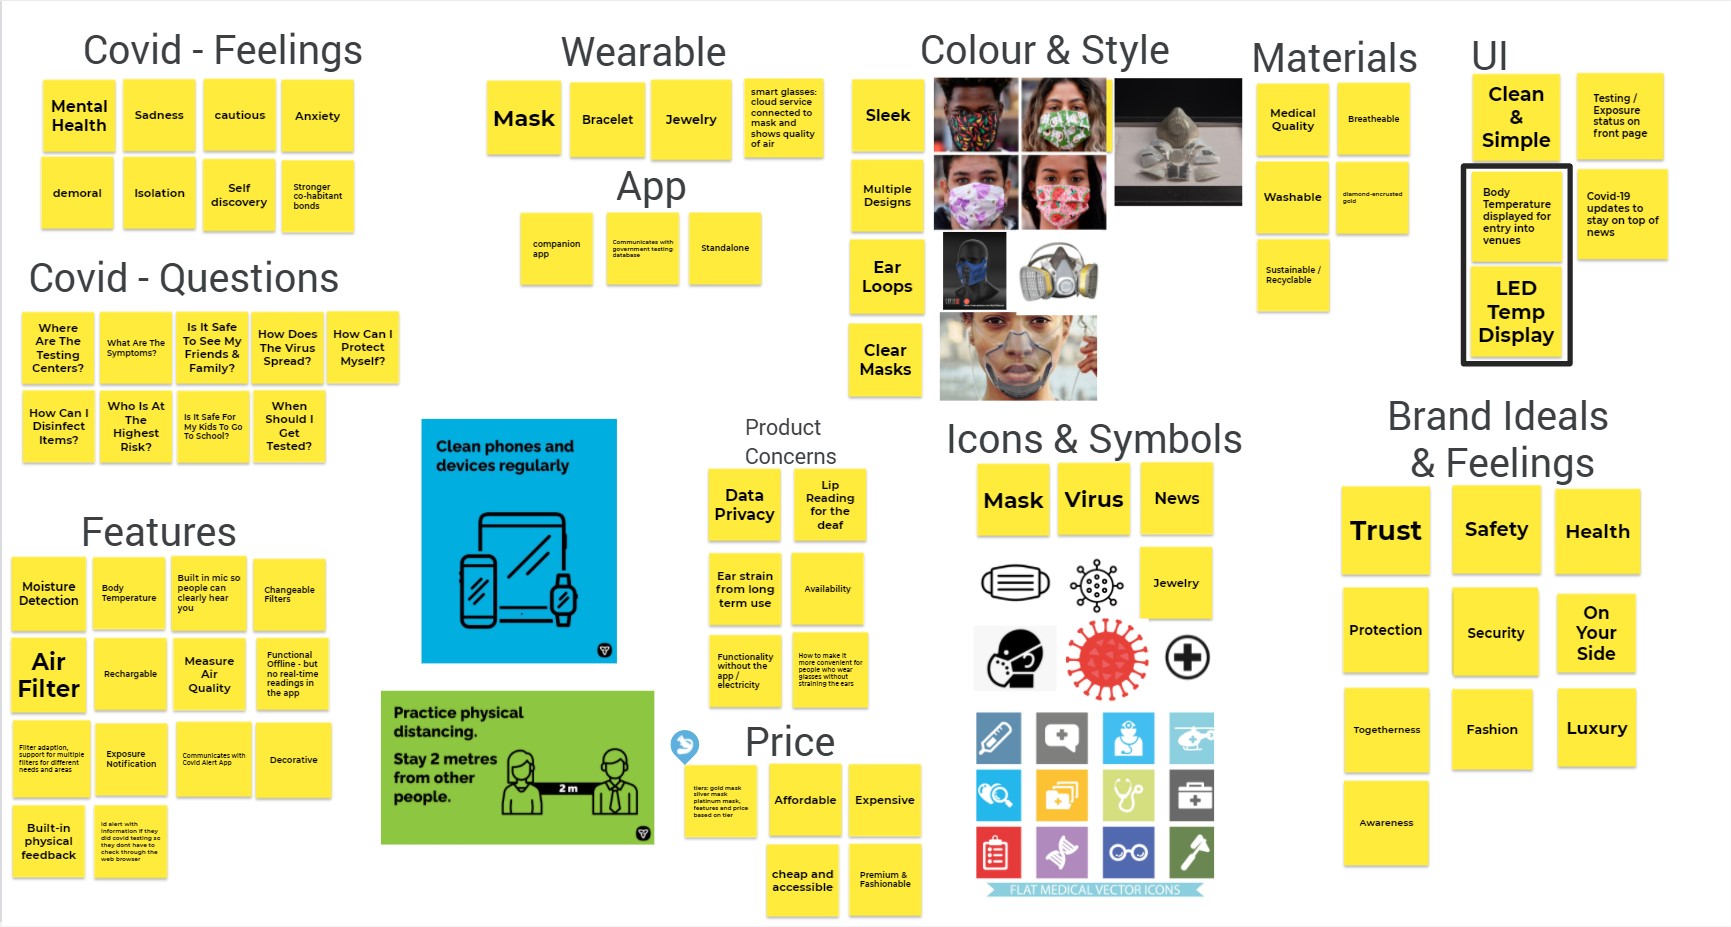 Covid - Feelings
Mental
Health
Sadness
cautious
Anxiety
demoral
Isolation
Self
discovery
Stronger
co-habitant
bonds
Covid - Questions
Where
Are The
Testing
Centers?
What Are The
Symptoms?
Is It Safe
To See My
Friends &
Family?
How Does
The Virus
Spread?
How Can I
Protect
Myself?
How Can I
Disinfect
Items?
Who Is At
The
Highest
Risk?
Is It Safe For
My Kids To Go
To School?
When
Should I
Get
Tested?
Features
Moisture
Detection
Body
Temperature
Built in mic so
people can
clearly hear
you
Changeable
Filters
Air
Filter
Rechargable
Measure
Air
Quality
Functional
Offline - but
no real-time
readings in
the app
Filter adaption,
support for multiple
filters for different
needs and areas
Exposure
Notification
Communicates with
Covid Alert App
Decorative
Built-in
physical
feedback
id alert with
information if they
did covid testing so
they dont have to
check through the
web browser
Wearable
Mask
Bracelet
Jewelry
smart glasses:
cloud service
connected to
mask and
shows quality
of air
App
companion
app
Communicates with
government testing
database
Standalone
Clean phones and
devices regularly
Practice physical
distancing.
Stay 2 metres
from other
people.
2 m
Product
Concerns
Data
Privacy
Lip
Reading
for the
deaf
Ear strain
from long
term use
Availability
Functionality
without the
app /
electricity
How to make it
more convenient for
people who wear
glasses without
straining the ears
Price
tiers: gold mask
silver mask
platinum mask,
features and price
based on tier
Affordable
Expensive
cheap and
accessible
Premium &
Fashionable
Colour & Style
Sleek
Multiple
Designs
Ear
Loops
Clear
Masks
Icons & Symbols
Mask
Virus
News
Jewelry
FLAT MEDICAL VECTOR ICONS
Materials
Medical
Quality
Breatheable
Washable
diamond-encrusted
gold
Sustainable /
Recyclable
UI
Clean
&
Simple
Testing /
Exposure
status on
front page
Body
Temperature
displayed for
entry into
venues
Covid-19
updates to
stay on top of
news
LED
Temp
Display
Brand Ideals
& Feelings
Trust
Safety
Health
Protection
Security
On
Your
Side
Togetherness
Fashion
Luxury
Awareness